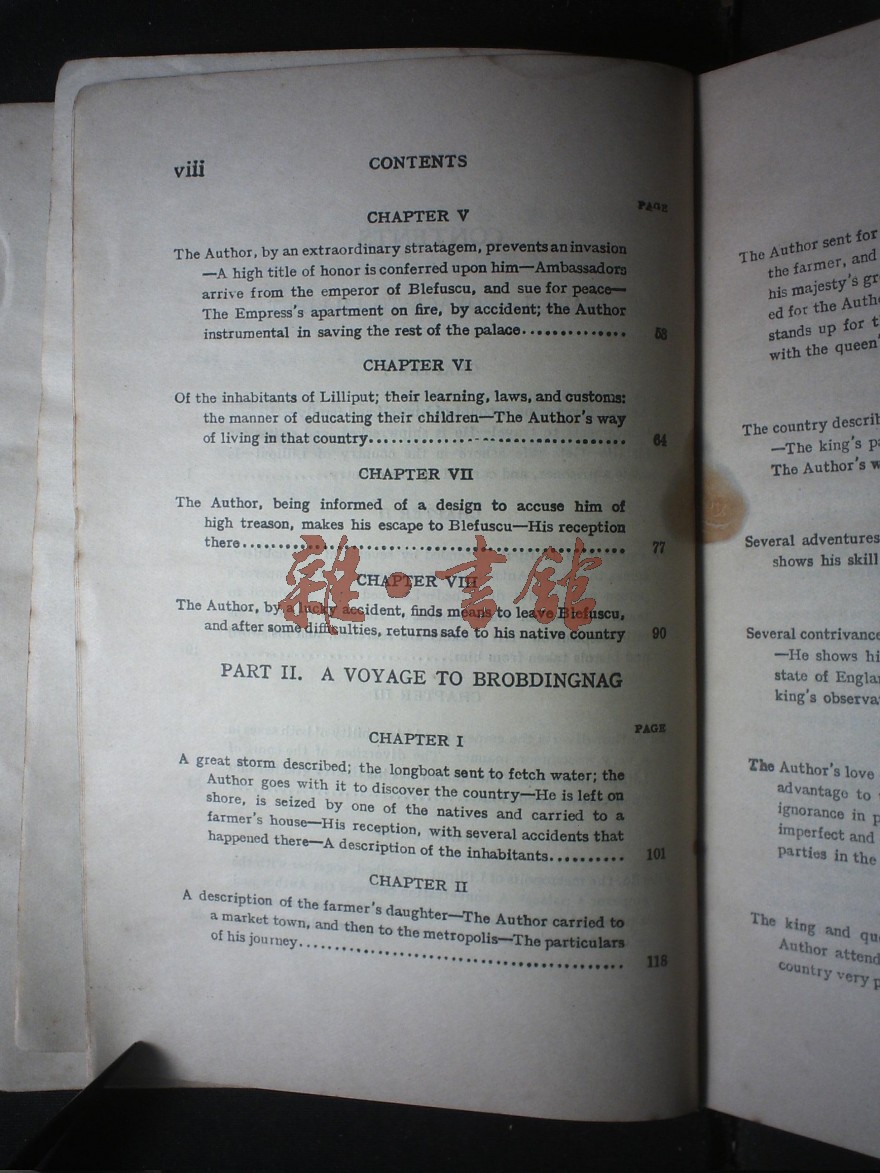 viii
CONTENTS
PAGE
CHAPTER V
The Author, by an extraordinary stratagem, prevents an invasion
—A high title of honor is conferred upon him—Ambassadors
arrive from the emperor of Blefuscu, and sue for peace—
The Empress's apartment on fire, by accident; the Author
instrumental in saving the rest of the palace..............
CHAPTER VI
Of the inhabitants of Lilliput; their learning, laws, and customs:
the manner of educating their children—The Author's way
of living in that country.............................. 64
CHAPTER VII
The Author, being informed of a design to accuse him of
high treason, makes his escape to Blefuscu—His reception
there............................................. 77
雜·書館
CHAPTER VIII
The Author, by a lucky accident, finds means to leave Blefuscu,
and after some difficulties, returns safe to his native country 90
PART II. A VOYAGE TO BROBDINGNAG
PAGE
CHAPTER I
A great storm described; the longboat sent to fetch water; the
Author goes with it to discover the country—He is left on
shore, is seized by one of the natives and carried to a
farmer's house—His reception, with several accidents that
happened there—A description of the inhabitants.......... 101
CHAPTER II
A description of the farmer's daughter—The Author carried to
a market town, and then to the metropolis—The particulars
of his journey...................................... 118
The Author sent for
the farmer, and
his majesty's
ed for the
stands up for
with the queen'
The country
—The king's
The Author's
Several adventures
shows his skill
Several
—He shows
state of
king's
The Author's love
advantage to
ignorance in
imperfect and
parties in the
The king and
Author
country very